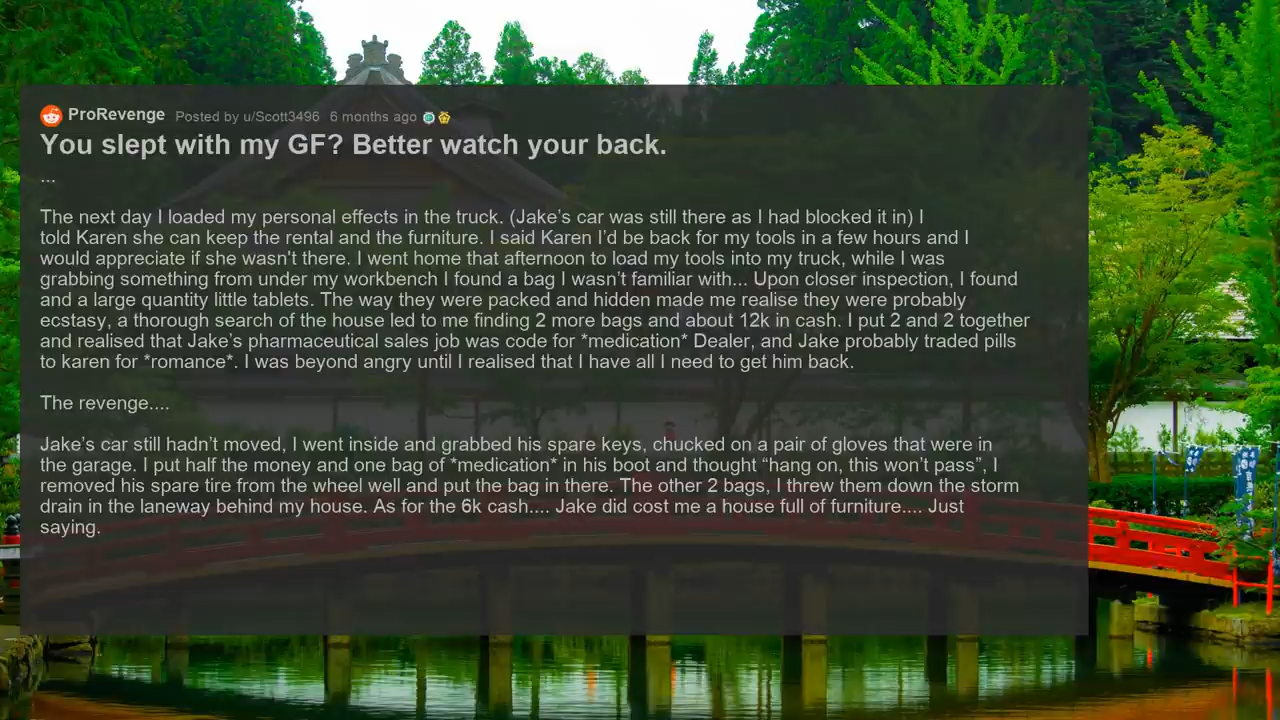 ProRevenge Posted by u/Scott3496 6 months ago
You slept with my GF? Better watch your back.
...
The next day I loaded my personal effects in the truck. (Jake’s car was still there as I had blocked it in) I
told Karen she can keep the rental and the furniture. I said Karen I’d be back for my tools in a few hours and I
would appreciate if she wasn't there. I went home that afternoon to load my tools into my truck, while I was
grabbing something from under my workbench I found a bag I wasn’t familiar with... Upon closer inspection, I found
and a large quantity little tablets. The way they were packed and hidden made me realise they were probably
ecstasy, a thorough search of the house led to me finding 2 more bags and about 12k in cash. I put 2 and 2 together
and realised that Jake’s pharmaceutical sales job was code for *medication* Dealer, and Jake probably traded pills
to karen for *romance*. I was beyond angry until I realised that I have all I need to get him back.
The revenge....
Jake’s car still hadn’t moved, I went inside and grabbed his spare keys, chucked on a pair of gloves that were in
the garage. I put half the money and one bag of *medication* in his boot and thought “hang on, this won’t pass”, I
removed his spare tire from the wheel well and put the bag in there. The other 2 bags, I threw them down the storm
drain in the laneway behind my house. As for the 6k cash.... Jake did cost me a house full of furniture.... Just
saying.